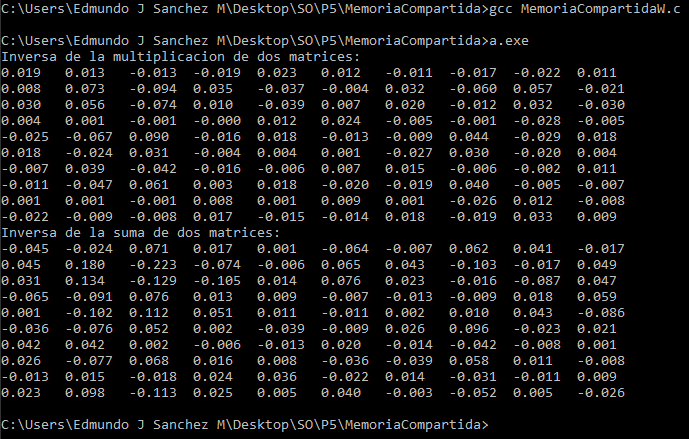 C:\Users\Edmundo J Sanchez M\Desktop\SO\P5\MemoriaCompartida>gcc MemoriaCompartidaW.c
C:\Users\Edmundo J Sanchez M\Desktop\SO\P5\MemoriaCompartida>a.exe
Inversa de la multiplicacion de dos matrices:
0.019 0.013 -0.013 -0.019 0.023 0.012 -0.011 -0.017 -0.022 0.011
0.008 0.073 -0.094 0.035 -0.037 -0.004 0.032 -0.060 0.057 -0.021
0.030 0.056 -0.074 0.010 -0.039 0.007 0.020 -0.012 0.032 -0.030
0.004 0.001 -0.001 -0.000 0.012 0.024 -0.005 -0.001 -0.028 -0.005
-0.025 -0.067 0.090 -0.016 0.018 -0.013 -0.009 0.044 -0.029 0.018
0.018 -0.024 0.031 -0.004 0.004 0.001 -0.027 0.030 -0.020 0.004
-0.007 0.039 -0.042 -0.016 -0.006 0.007 0.015 -0.006 -0.002 0.011
-0.011 -0.047 0.061 0.003 0.018 -0.020 -0.019 0.040 -0.005 -0.007
0.001 0.001 -0.001 0.008 0.001 0.009 0.001 -0.026 0.012 -0.008
-0.022 -0.009 -0.008 0.017 -0.015 -0.014 0.018 -0.019 0.033 0.009
Inversa de la suma de dos matrices:
-0.045 -0.024 0.071 0.017 0.001 -0.064 -0.007 0.062 0.041 -0.017
0.045 0.180 -0.223 -0.074 -0.006 0.065 0.043 -0.103 -0.017 0.049
0.031 0.134 -0.129 -0.105 0.014 0.076 0.023 -0.016 -0.087 0.047
-0.065 -0.091 0.076 0.013 0.009 -0.007 -0.013 -0.009 0.018 0.059
0.001 -0.102 0.112 0.051 0.011 -0.011 0.002 0.010 0.043 -0.086
-0.036 -0.076 0.052 0.002 -0.039 -0.009 0.026 0.096 -0.023 0.021
0.042 0.042 0.002 -0.006 -0.013 0.020 -0.014 -0.042 -0.008 0.001
0.026 -0.077 0.068 0.016 0.008 -0.036 -0.039 0.058 0.011 -0.008
-0.013 0.015 -0.018 0.024 0.036 -0.022 0.014 -0.031 -0.011 0.009
0.023 0.098 -0.113 0.025 0.005 0.040 -0.003 -0.052 0.005 -0.026
C:\Users\Edmundo J Sanchez M\Desktop\SO\P5\MemoriaCompartida>